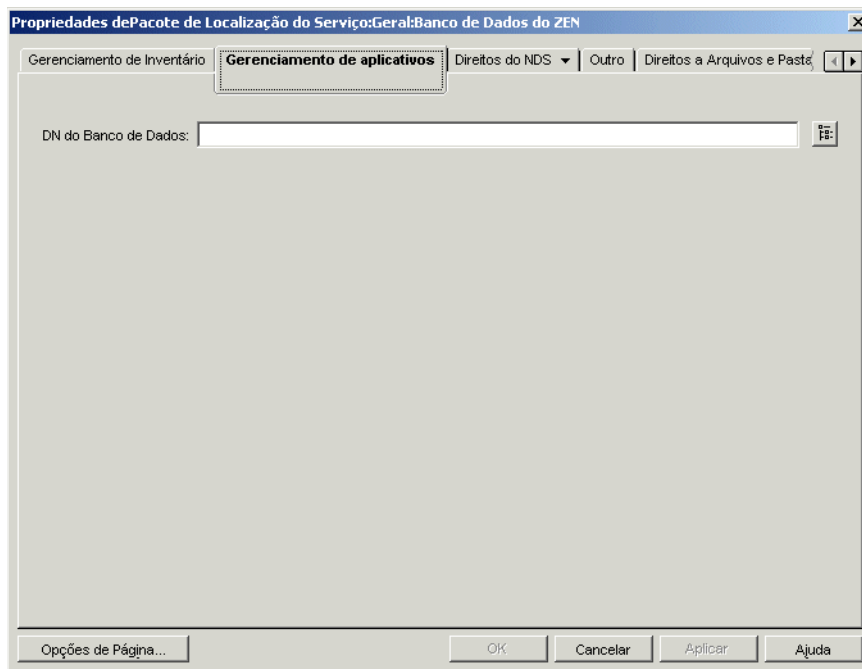 Propriedades dePacote de Localização do Serviço:Geral:Banco de Dados do ZEN
Gerenciamento de Inventário Gerenciamento de aplicativos Direitos do NDS Outro Direitos a Arquivos e Pasta
DN do Banco de Dados:
Opções de Página... OK Cancelar Aplicar Ajuda